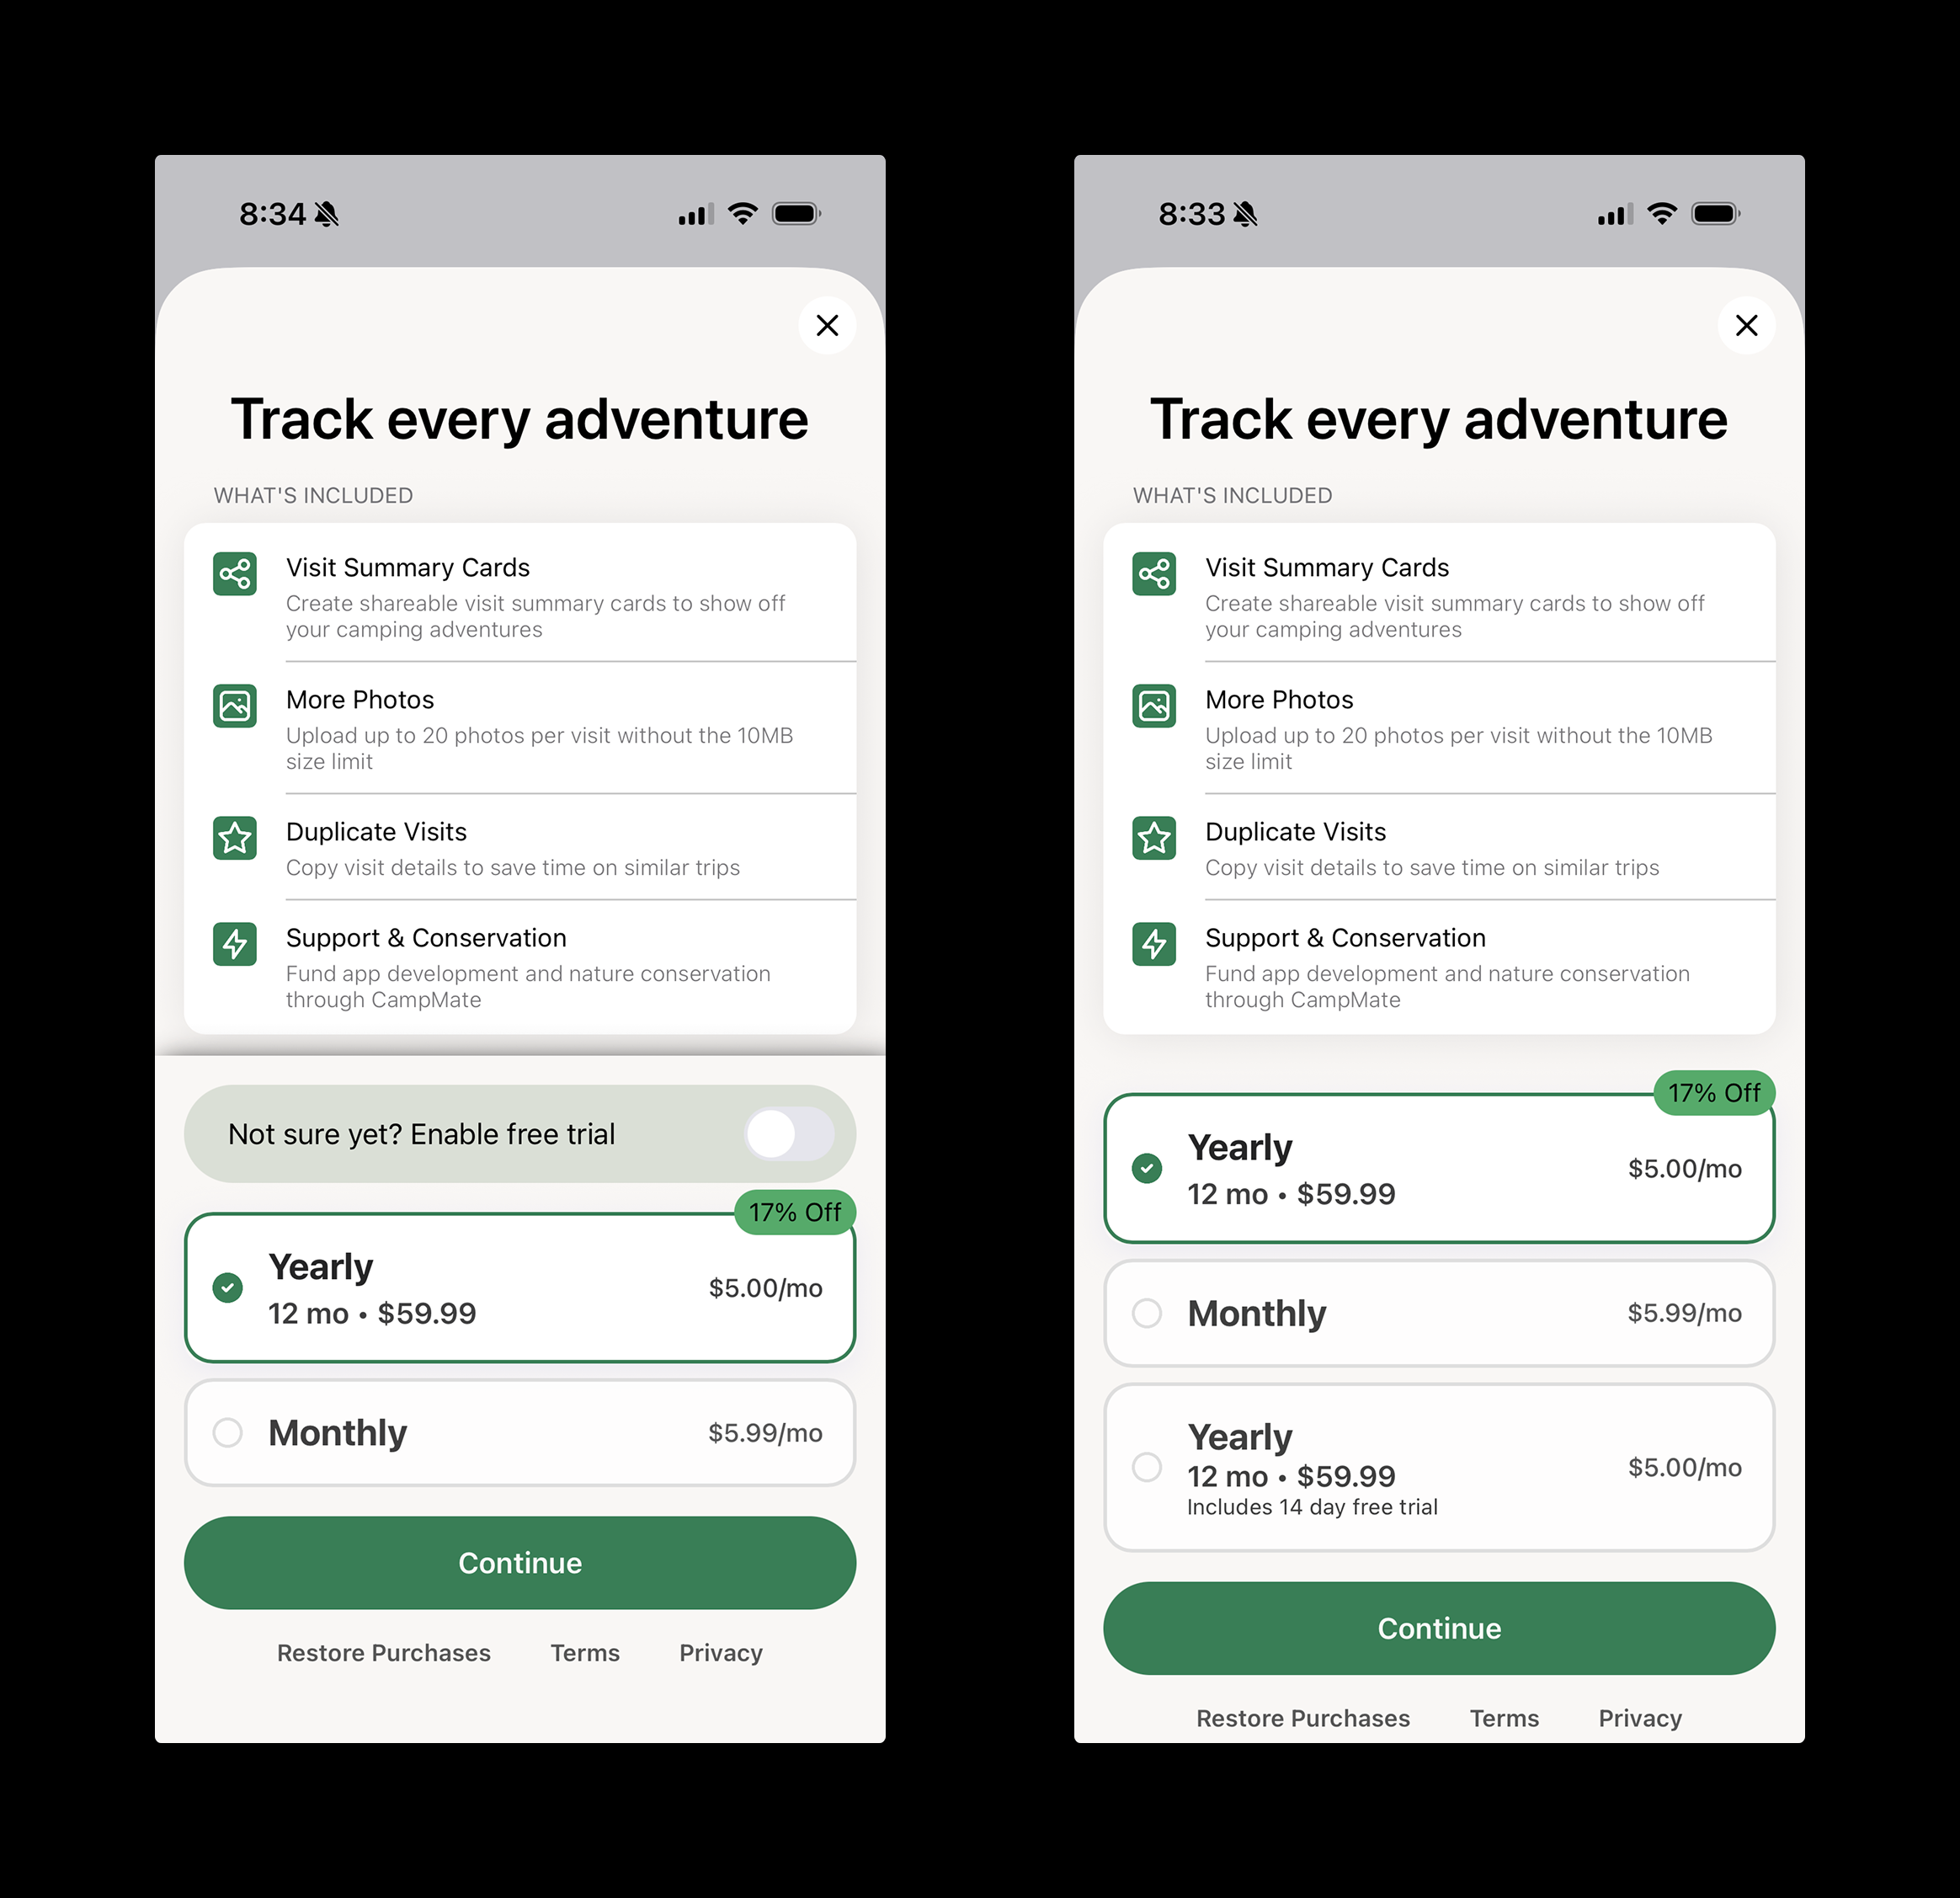 8:34
Track every adventure
WHAT'S INCLUDED
Visit Summary Cards
Create shareable visit summary cards to show off
your camping adventures
More Photos
Upload up to 20 photos per visit without the 10MB
size limit
Duplicate Visits
Copy visit details to save time on similar trips
Support & Conservation
Fund app development and nature conservation
through CampMate
Not sure yet? Enable free trial
17% Off
Yearly
12 mo • $59.99
$5.00/mo
Monthly
$5.99/mo
Continue
Restore Purchases
Terms
Privacy
8:33
Track every adventure
WHAT'S INCLUDED
Visit Summary Cards
Create shareable visit summary cards to show off
your camping adventures
More Photos
Upload up to 20 photos per visit without the 10MB
size limit
Duplicate Visits
Copy visit details to save time on similar trips
Support & Conservation
Fund app development and nature conservation
through CampMate
17% Off
Yearly
12 mo • $59.99
$5.00/mo
Monthly
$5.99/mo
Yearly
12 mo • $59.99
Includes 14 day free trial
$5.00/mo
Continue
Restore Purchases
Terms
Privacy